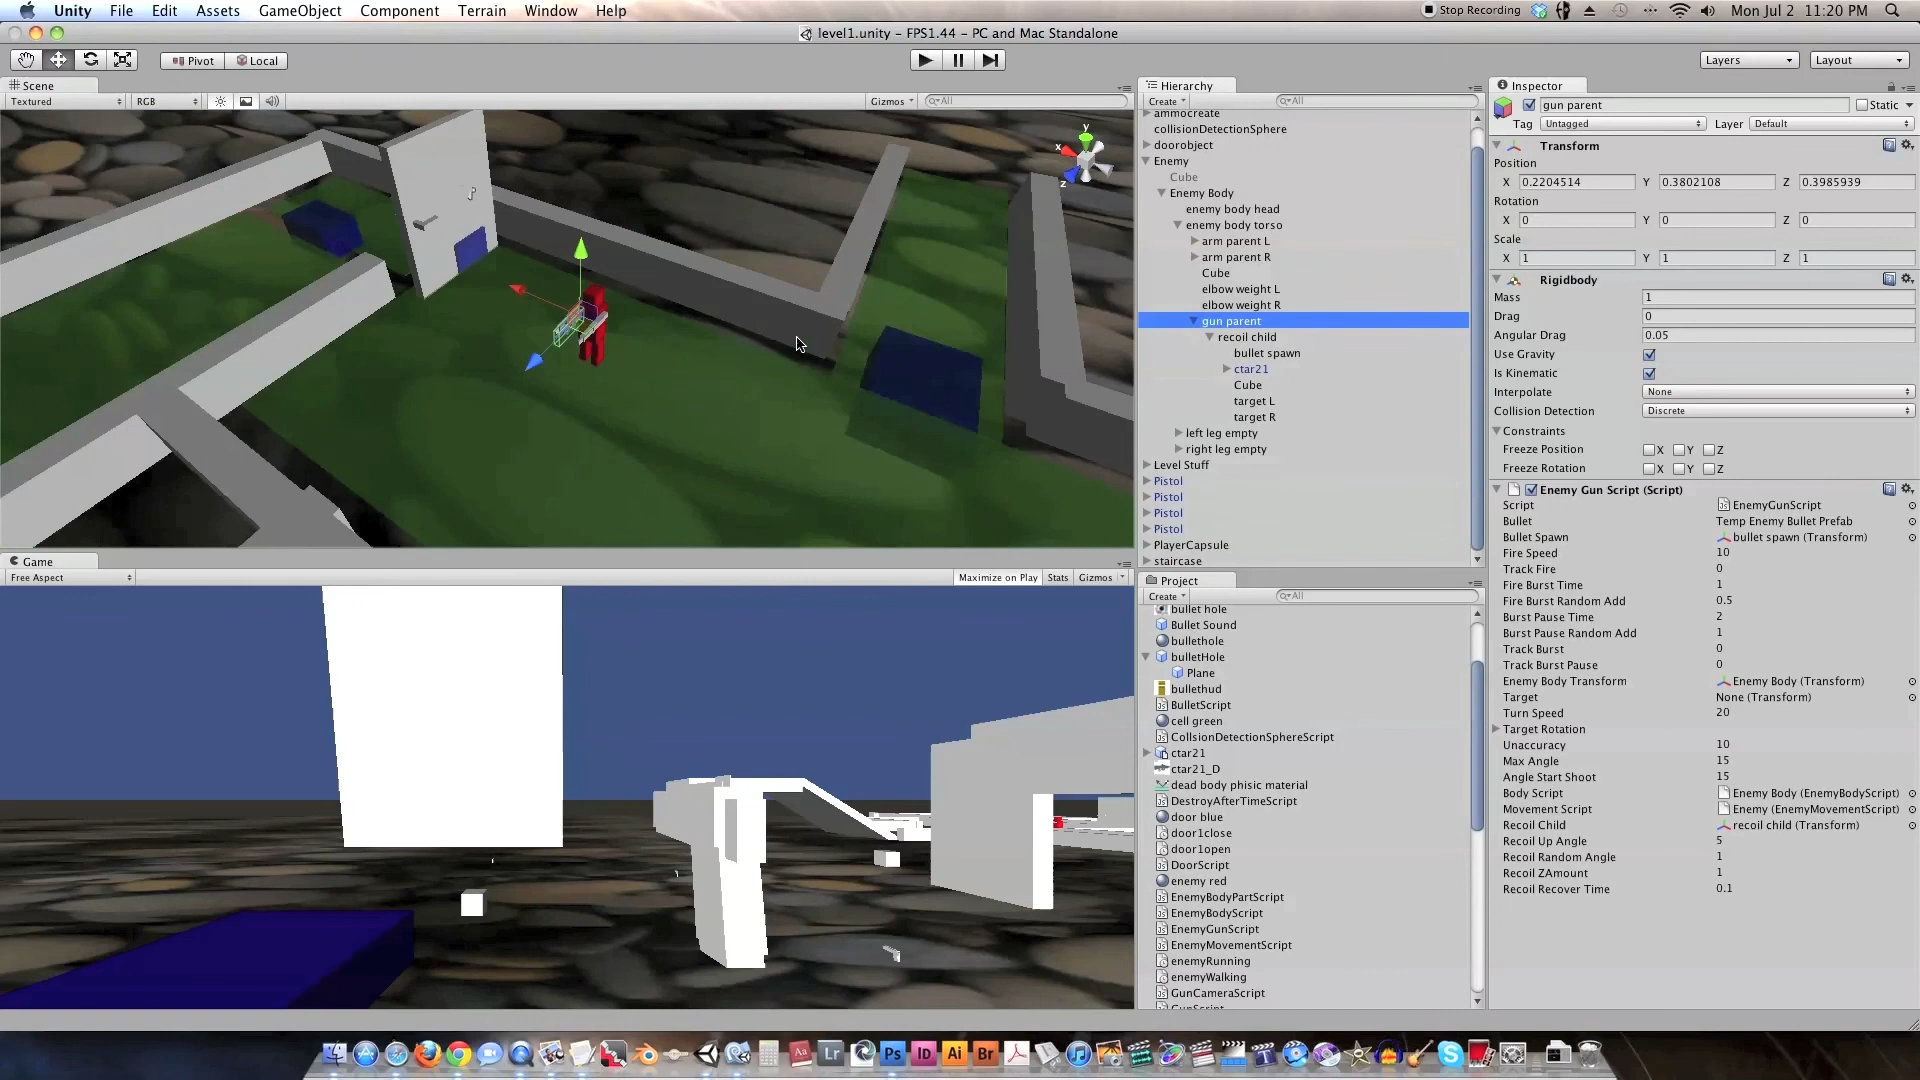 Unity File Edit Assets GameObject Component Terrain Window Help Stop Recording Mon Jul 2 11:20 PM
level1.unity – FPS1.44 – PC and Mac Standalone
Pivot Local Layers Layout
Scene
Textured RGB Gizmos All
y
x
z
Hierarchy
Create All
ammocreate
collisionDetectionSphere
doorobject
Enemy
Cube
Enemy Body
enemy body head
enemy body torso
arm parent L
arm parent R
Cube
elbow weight L
elbow weight R
gun parent
recoil child
bullet spawn
ctar21
Cube
target L
target R
left leg empty
right leg empty
Level Stuff
Pistol
Pistol
Pistol
Pistol
PlayerCapsule
staircase
Game
Free Aspect Maximize on Play Stats Gizmos
Project
Create All
bullet hole
Bullet Sound
bullethole
bulletHole
Plane
bullethud
BulletScript
cell green
CollsionDetectionSphereScript
ctar21
ctar21_D
dead body phisic material
DestroyAfterTimeScript
door blue
door1close
door1open
DoorScript
enemy red
EnemyBodyPartScript
EnemyBodyScript
EnemyGunScript
EnemyMovementScript
enemyRunning
enemyWalking
GunCameraScript
GunScript
Inspector
gun parent Static
Tag Untagged Layer Default
Transform
Position
X 0.2204514 Y 0.3802108 Z 0.3985939
Rotation
X 0 Y 0 Z 0
Scale
X 1 Y 1 Z 1
Rigidbody
Mass 1
Drag 0
Angular Drag 0.05
Use Gravity
Is Kinematic
Interpolate None
Collision Detection Discrete
Constraints
Freeze Position X Y Z
Freeze Rotation X Y Z
Enemy Gun Script (Script)
Script EnemyGunScript
Bullet Temp Enemy Bullet Prefab
Bullet Spawn bullet spawn (Transform)
Fire Speed 10
Track Fire 0
Fire Burst Time 1
Fire Burst Random Add 0.5
Burst Pause Time 2
Burst Pause Random Add 1
Track Burst 0
Track Burst Pause 0
Enemy Body Transform Enemy Body (Transform)
Target None (Transform)
Turn Speed 20
Target Rotation
Unaccuracy 10
Max Angle 15
Angle Start Shoot 15
Body Script Enemy Body (EnemyBodyScript)
Movement Script Enemy (EnemyMovementScript)
Recoil Child recoil child (Transform)
Recoil Up Angle 5
Recoil Random Angle 1
Recoil ZAmount 1
Recoil Recover Time 0.1
Aa Lr Ps Id Ai Br T